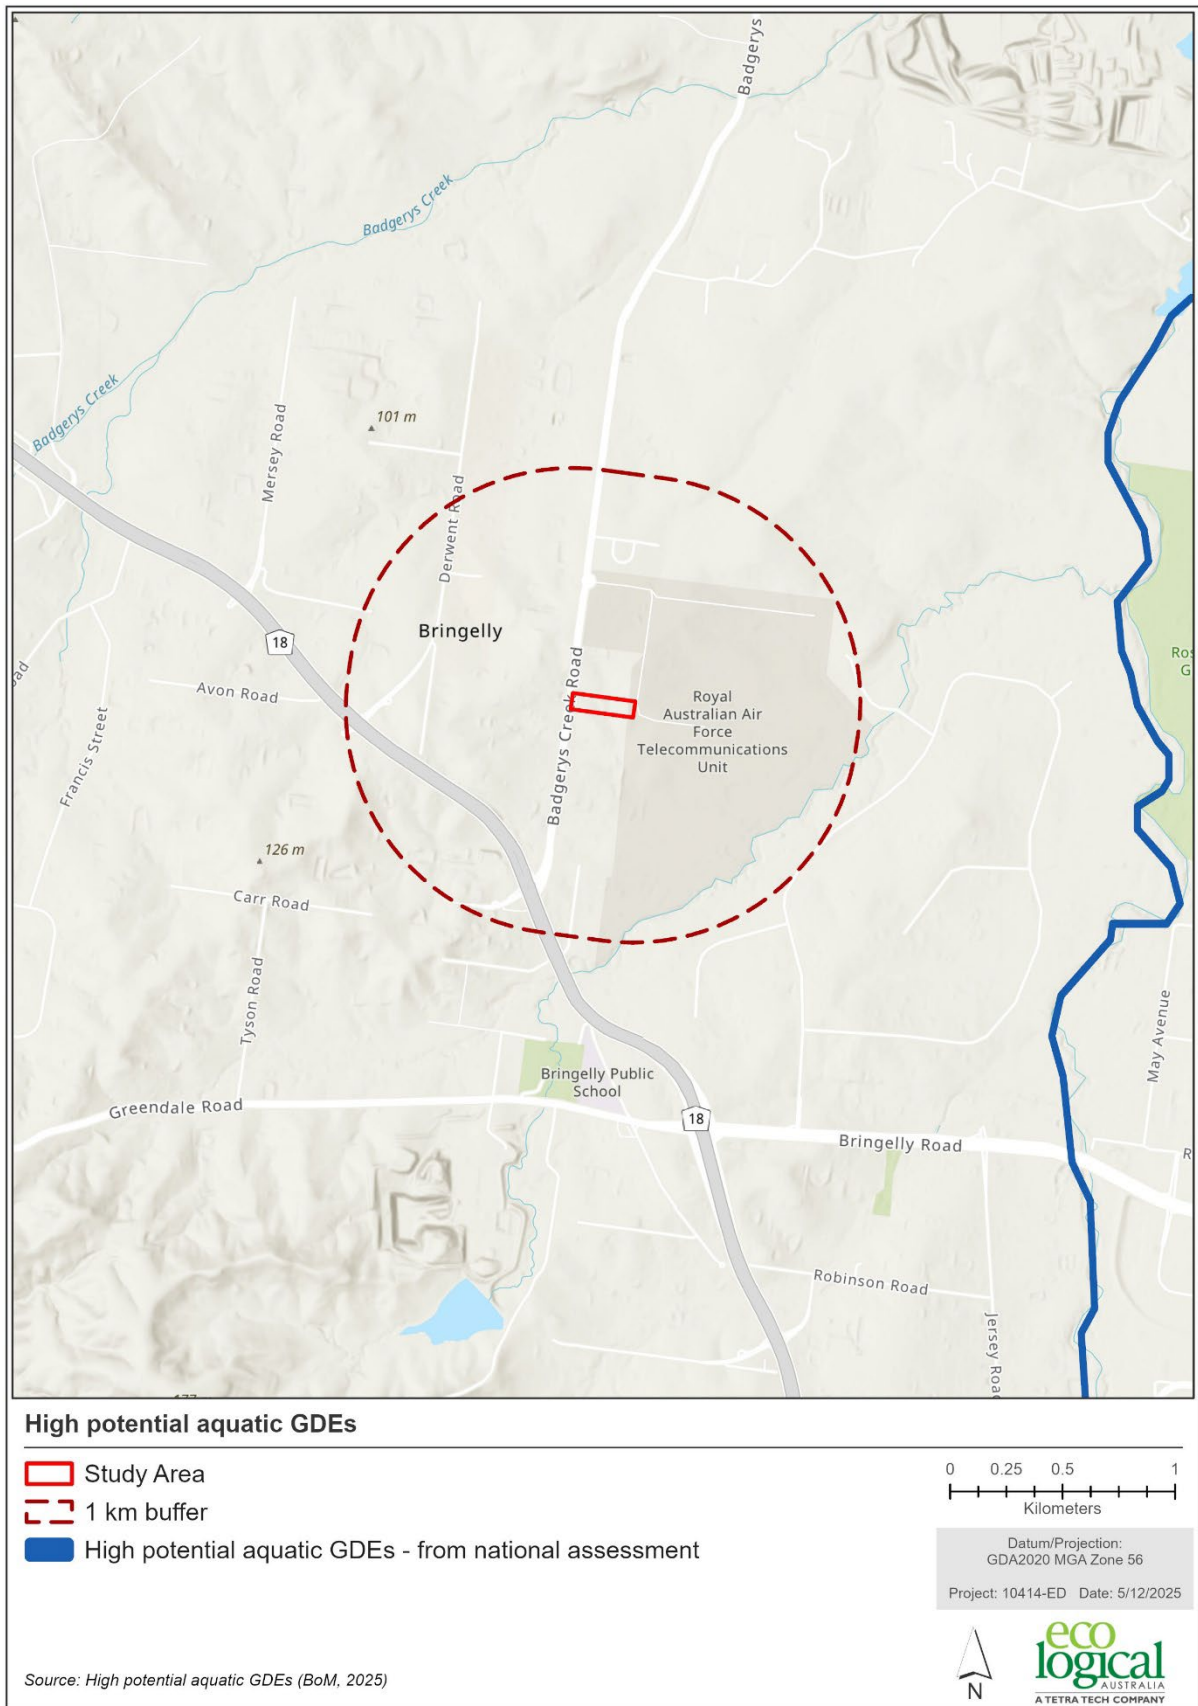 Badgerys
Badgerys Creek
Badgerys Creek
Mersey Road
101 m
Derwent Road
Bringelly
18
Avon Road
Francis Street
Badgerys Creek Road
Royal
Australian Air
Force
Telecommunications
Unit
Ros
G
oad
126 m
Carr Road
Tyson Road
Bringelly Public
School
Greendale Road
18
Bringelly Road
May Avenue
R
Robinson Road
Jersey Road
High potential aquatic GDEs
Study Area
1 km buffer
High potential aquatic GDEs - from national assessment
0 0.25 0.5 1
Kilometers
Datum/Projection:
GDA2020 MGA Zone 56
Project: 10414-ED Date: 5/12/2025
Source: High potential aquatic GDEs (BoM, 2025)
N
eco
logical
AUSTRALIA
A TETRA TECH COMPANY